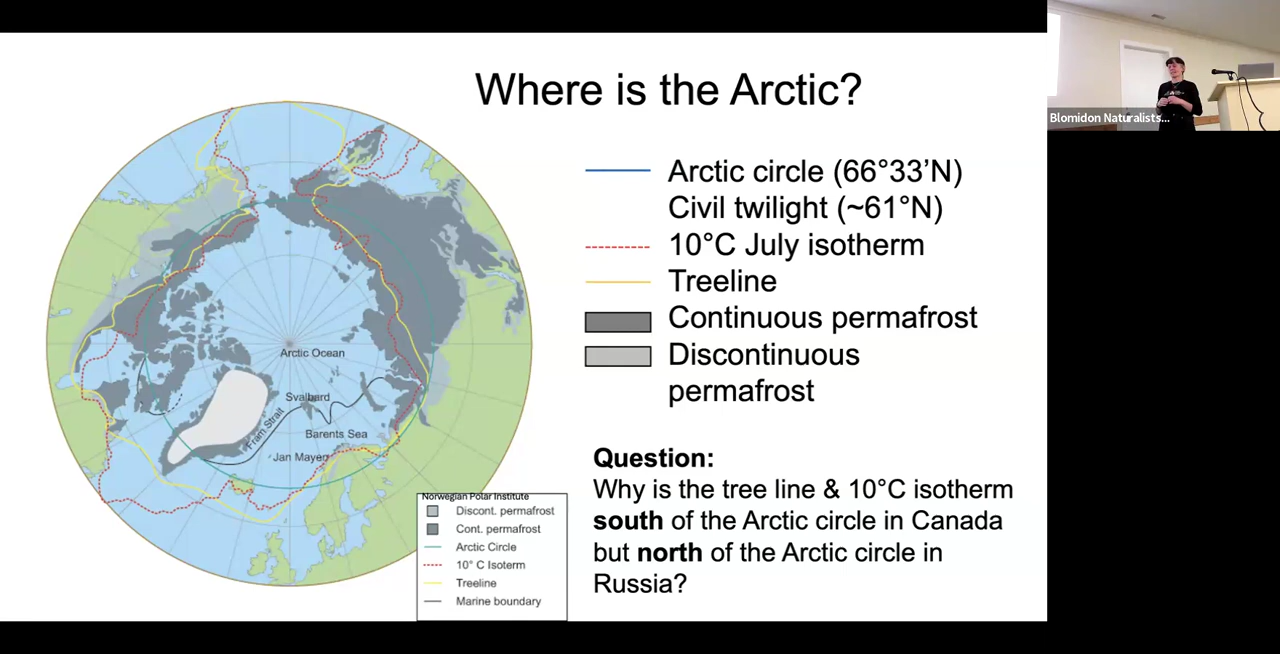 Where is the Arctic?
Blomidon Naturalists...
Arctic circle (66°33’N)
Civil twilight (~61°N)
10°C July isotherm
Treeline
Continuous permafrost
Discontinuous
permafrost
Arctic Ocean
Svalbard
Fram Strait
Barents Sea
Jan Mayen
Question:
Why is the tree line & 10°C isotherm
south of the Arctic circle in Canada
but north of the Arctic circle in
Russia?
Norwegian Polar Institute
Discont. permafrost
Cont. permafrost
Arctic Circle
10° C Isoterm
Treeline
Marine boundary